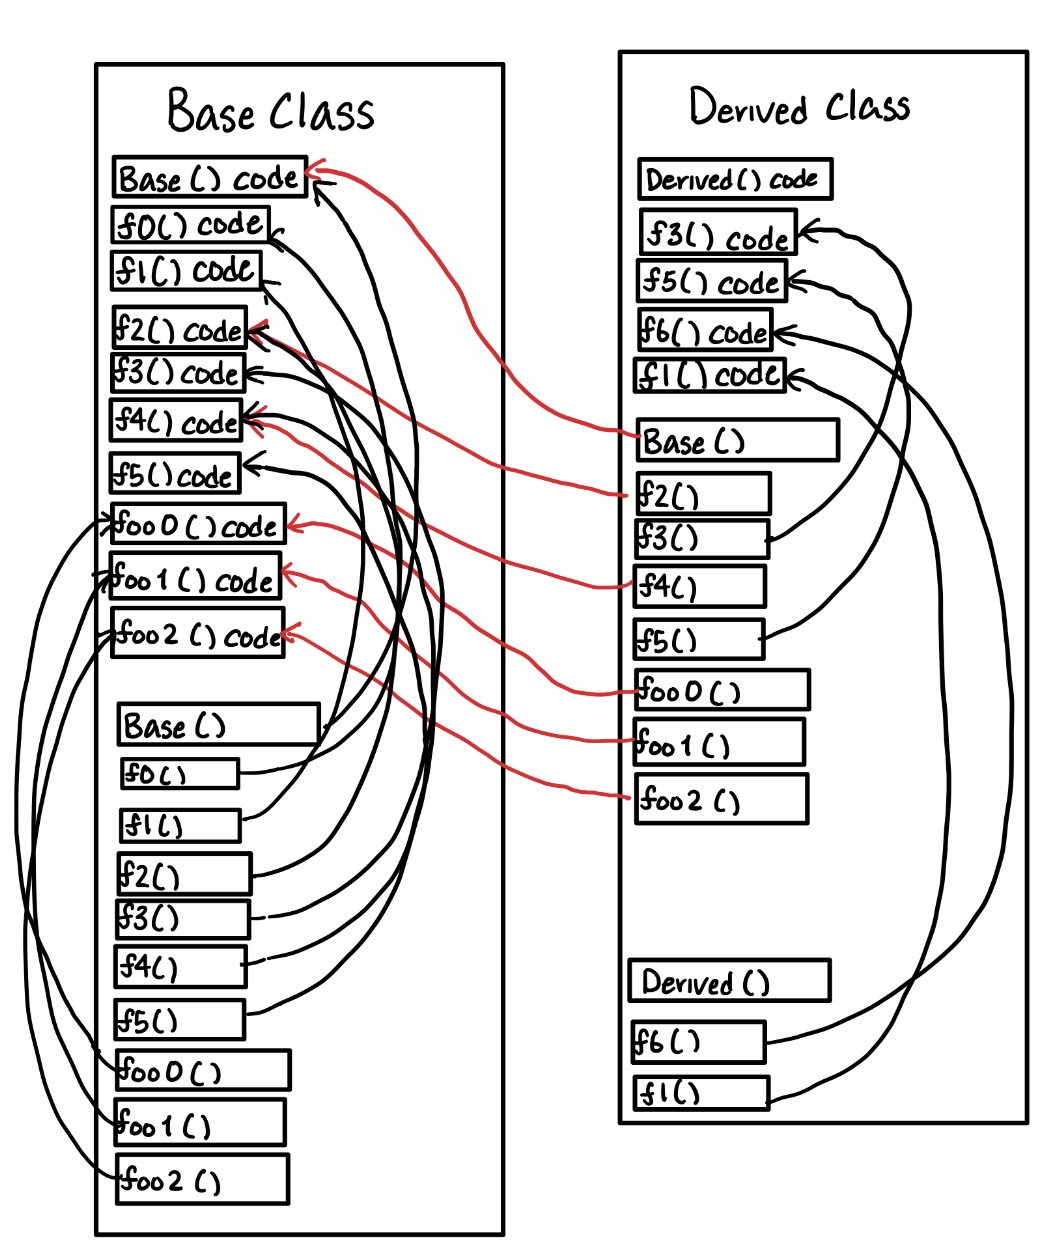 Base Class
Base() code
f0() code
f1() code
f2() code
f3() code
f4() code
f5() code
foo0() code
foo1() code
foo2() code
Base()
f0()
f1()
f2()
f3()
f4()
f5()
foo0()
foo1()
foo2()
Derived Class
Derived() code
f3() code
f5() code
f6() code
f1() code
Base()
f2()
f3()
f4()
f5()
foo0()
foo1()
foo2()
Derived()
f6()
f1()